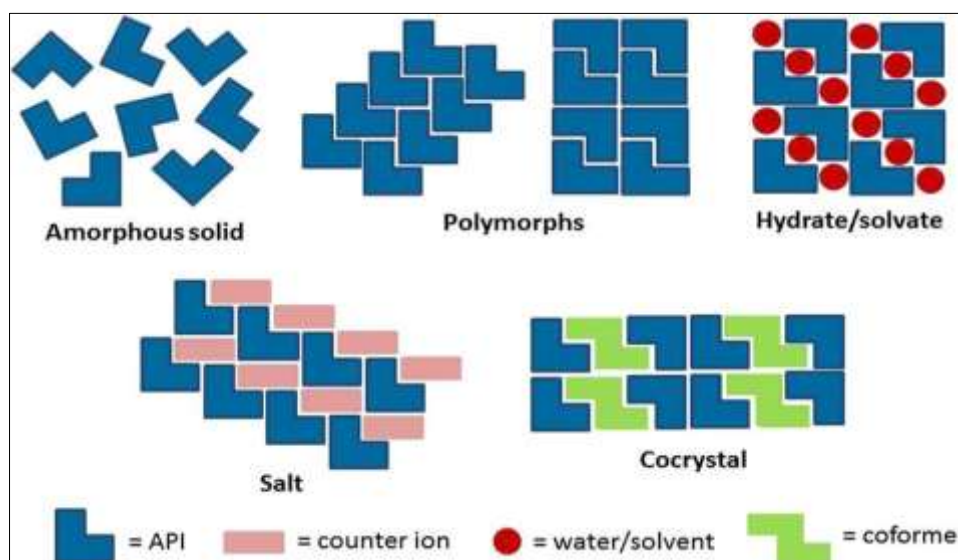 Amorphous solid
Polymorphs
Hydrate/solvate
Salt
Cocrystal
= API
= counter ion
= water/solvent
= coforme